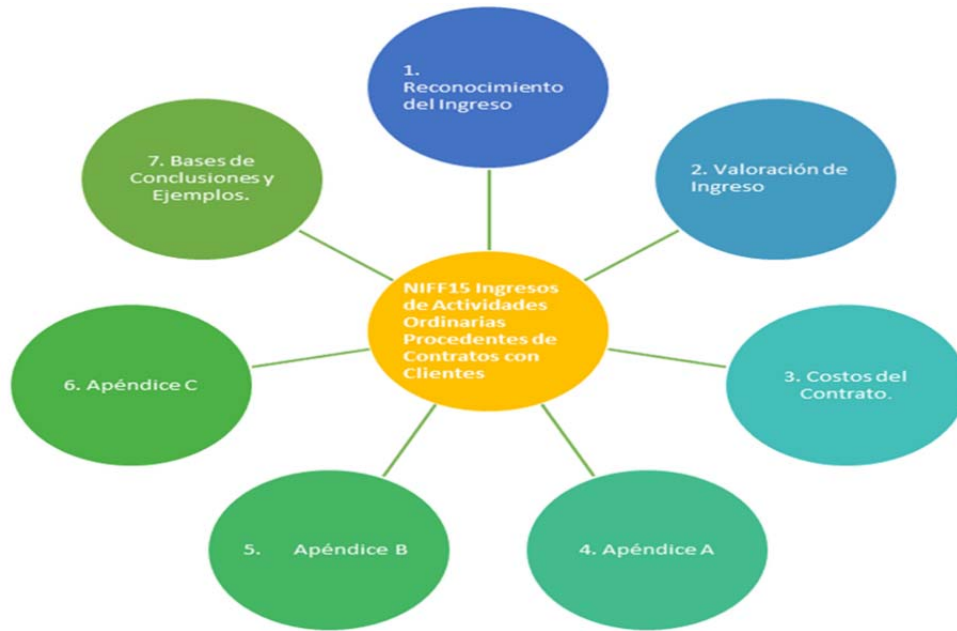 1.
Reconocimiento
del Ingreso
2. Valoración de
Ingreso
3. Costos del
Contrato.
4. Apéndice A
5. Apéndice B
6. Apéndice C
7. Bases de
Conclusiones y
Ejemplos.
NIFF15 Ingresos
de Actividades
Ordinarias
Procedentes de
Contratos con
Clientes